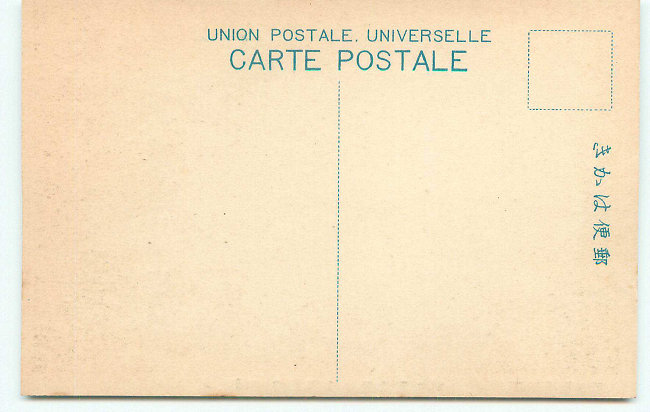 UNION POSTALE. UNIVERSELLE
CARTE POSTALE
郵便はかき